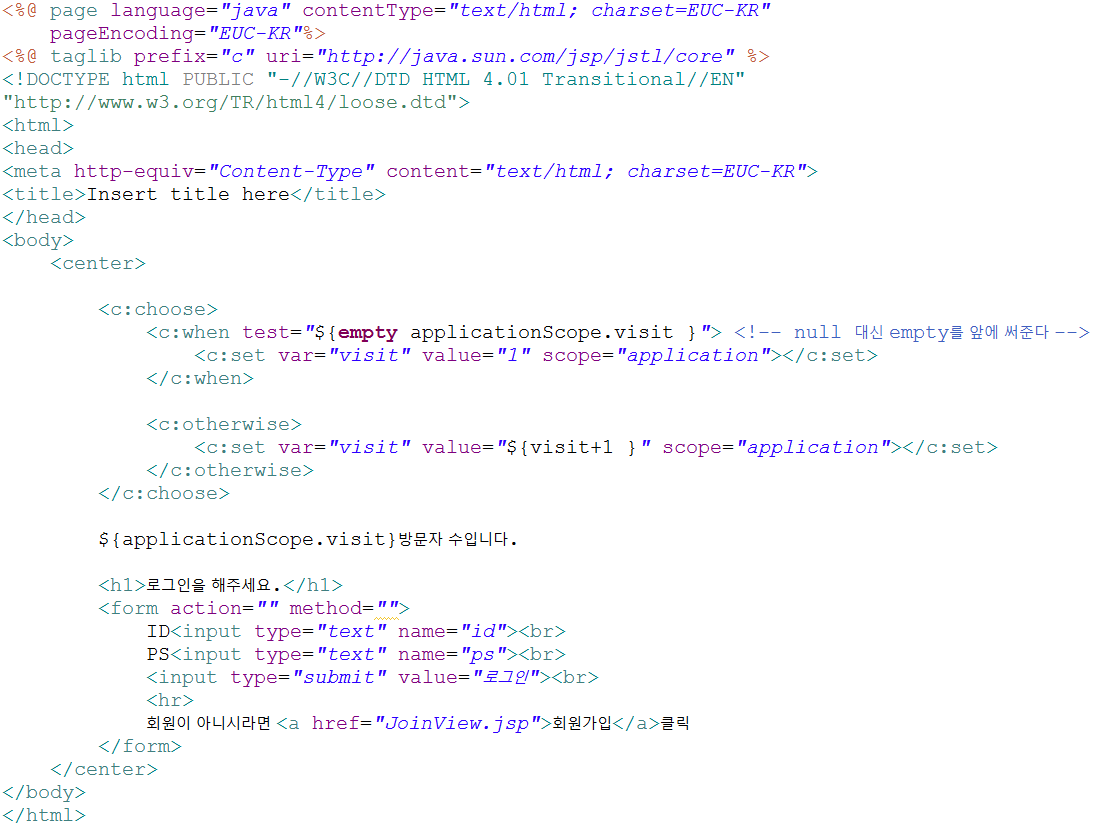 <%@ page language="java" contentType="text/html; charset=EUC-KR"
    pageEncoding="EUC-KR"%>
<%@ taglib prefix="c" uri="http://java.sun.com/jsp/jstl/core" %>
<!DOCTYPE html PUBLIC "-//W3C//DTD HTML 4.01 Transitional//EN"
"http://www.w3.org/TR/html4/loose.dtd">
<html>
<head>
<meta http-equiv="Content-Type" content="text/html; charset=EUC-KR">
<title>Insert title here</title>
</head>
<body>
    <center>
        <c:choose>
            <c:when test="${empty applicationScope.visit }"> <!-- null 대신 empty를 앞에 써준다 -->
                <c:set var="visit" value="1" scope="application"></c:set>
            </c:when>
            <c:otherwise>
                <c:set var="visit" value="${visit+1 }" scope="application"></c:set>
            </c:otherwise>
        </c:choose>
        ${applicationScope.visit}방문자 수입니다.
        <h1>로그인을 해주세요.</h1>
        <form action="" method="">
            ID<input type="text" name="id"><br>
            PS<input type="text" name="ps"><br>
            <input type="submit" value="로그인"><br>
            <hr>
            회원이 아니시라면 <a href="JoinView.jsp">회원가입</a>클릭
        </form>
    </center>
</body>
</html>